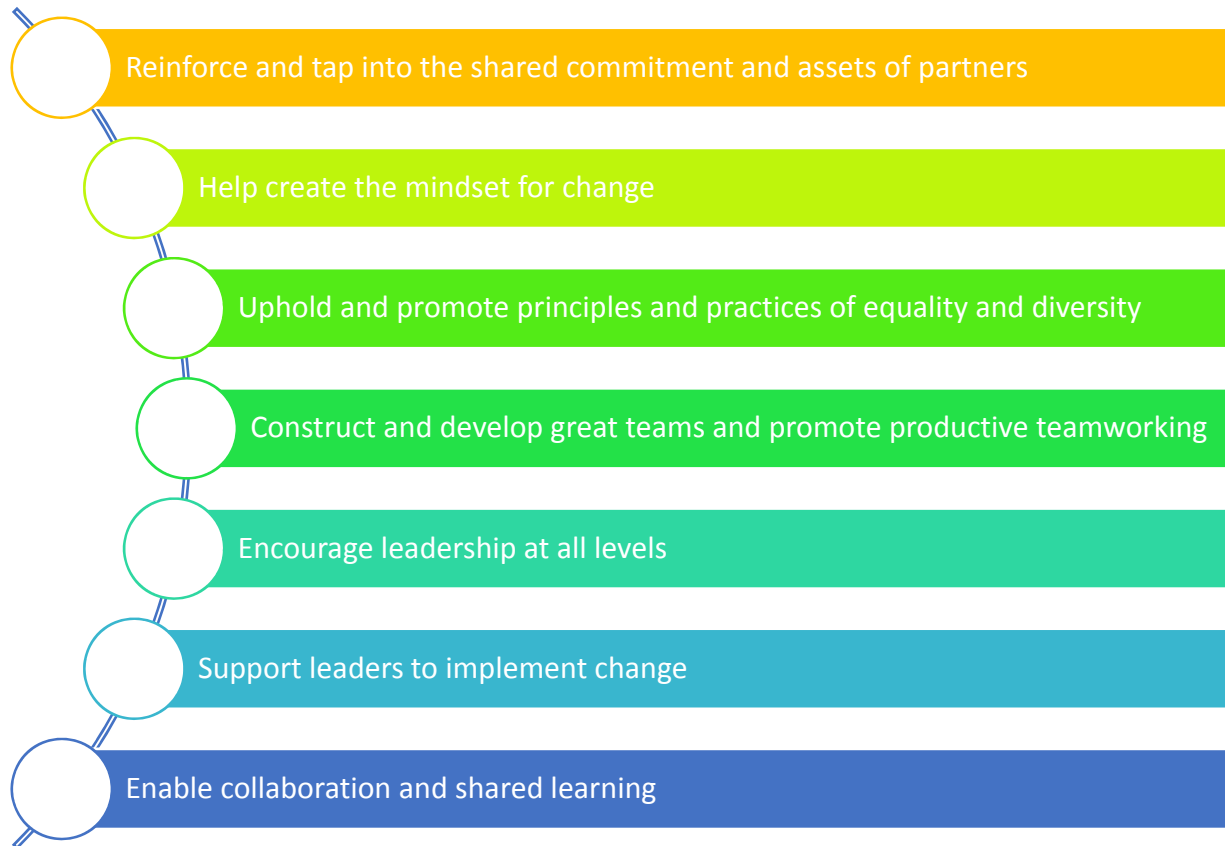 Reinforce and tap into the shared commitment and assets of partners
Help create the mindset for change
Uphold and promote principles and practices of equality and diversity
Construct and develop great teams and promote productive teamworking
Encourage leadership at all levels
Support leaders to implement change
Enable collaboration and shared learning